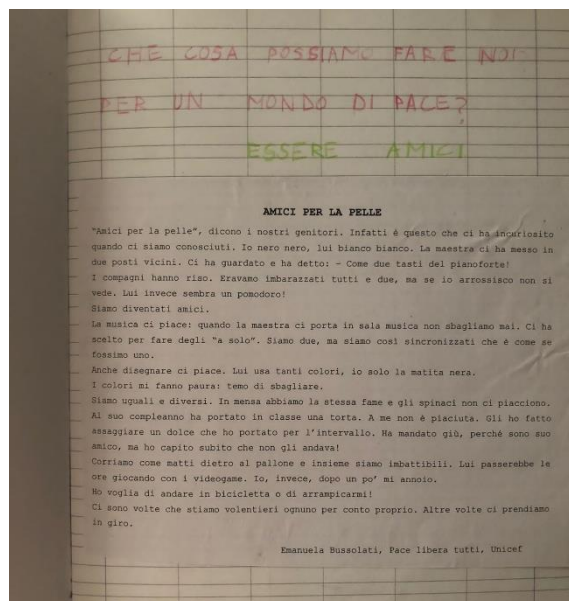 CHE COSA POSSIAMO FARE NOI
PER UN MONDO DI PACE?
ESSERE AMICI
AMICI PER LA PELLE
"Amici per la pelle", dicono i nostri genitori. Infatti è questo che ci ha incuriosito
quando ci siamo conosciuti. Io nero nero, lui bianco bianco. La maestra ci ha messo in
due posti vicini. Ci ha guardato e ha detto: - Come due tasti del pianoforte!
I compagni hanno riso. Eravamo imbarazzati tutti e due, ma se io arrossisco non si
vede. Lui invece sembra un pomodoro!
Siamo diventati amici.
La musica ci piace: quando la maestra ci porta in sala musica non sbagliamo mai. Ci ha
scelto per fare degli "a solo". Siamo due, ma siamo così sincronizzati che è come se
fossimo uno.
Anche disegnare ci piace. Lui usa tanti colori, io solo la matita nera.
I colori mi fanno paura: temo di sbagliare.
Siamo uguali e diversi. In mensa abbiamo la stessa fame e gli spinaci non ci piacciono.
Al suo compleanno ha portato in classe una torta. A me non è piaciuta. Gli ho fatto
assaggiare un dolce che ho portato per l'intervallo. Ha mandato giù, perché sono suo
amico, ma ho capito subito che non gli andava!
Corriamo come matti dietro al pallone e insieme siamo imbattibili. Lui passerebbe le
ore giocando con i videogame. Io, invece, dopo un po' mi annoio.
Ho voglia di andare in bicicletta o di arrampicarmi!
Ci sono volte che stiamo volentieri ognuno per conto proprio. Altre volte ci prendiamo
in giro.
Emanuela Bussolati, Pace libera tutti, Unicef